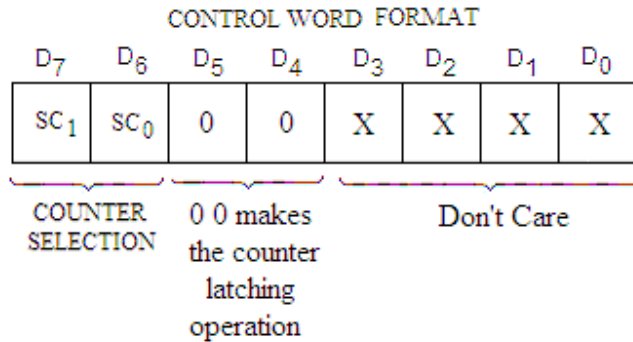 CONTROL WORD FORMAT
D7 D6 D5 D4 D3 D2 D1 D0
SC1 SC0 0 0 X X X X
COUNTER
SELECTION
0 0 makes
the counter
latching
operation
Don't Care